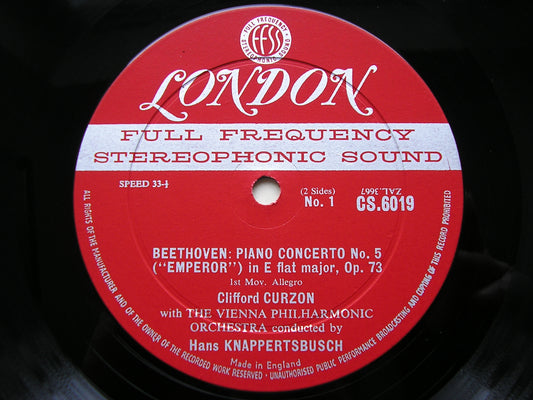 FULL FREQUENCY
FFSS
LONDON
FULL FREQUENCY
STEREOPHONIC SOUND
SPEED 33⅓
(2 Sides)
No. 1
ZAL.3667
CS.6019
BEETHOVEN: PIANO CONCERTO No. 5
("EMPEROR") in E flat major, Op. 73
1st Mov. Allegro
Clifford CURZON
with THE VIENNA PHILHARMONIC
ORCHESTRA conducted by
Hans KNAPPERTSBUSCH
Made in England
ALL RIGHTS OF THE MANUFACTURER AND OF THE OWNER OF THE RECORDED WORK RESERVED · UNAUTHORISED PUBLIC PERFORMANCE BROADCASTING AND COPYING OF THIS RECORD PROHIBITED